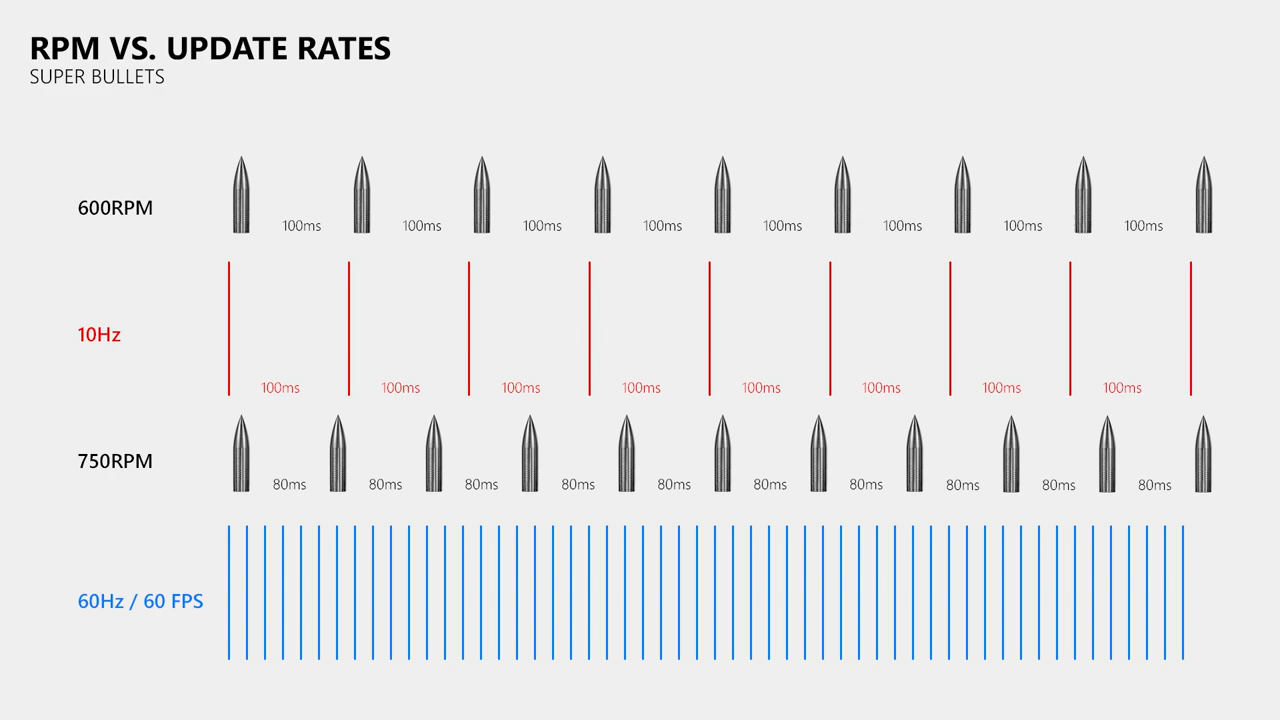 RPM VS. UPDATE RATES
SUPER BULLETS
600RPM
100ms 100ms 100ms 100ms 100ms 100ms 100ms 100ms
10Hz
100ms 100ms 100ms 100ms 100ms 100ms 100ms 100ms
750RPM
80ms 80ms 80ms 80ms 80ms 80ms 80ms 80ms 80ms 80ms
60Hz / 60 FPS